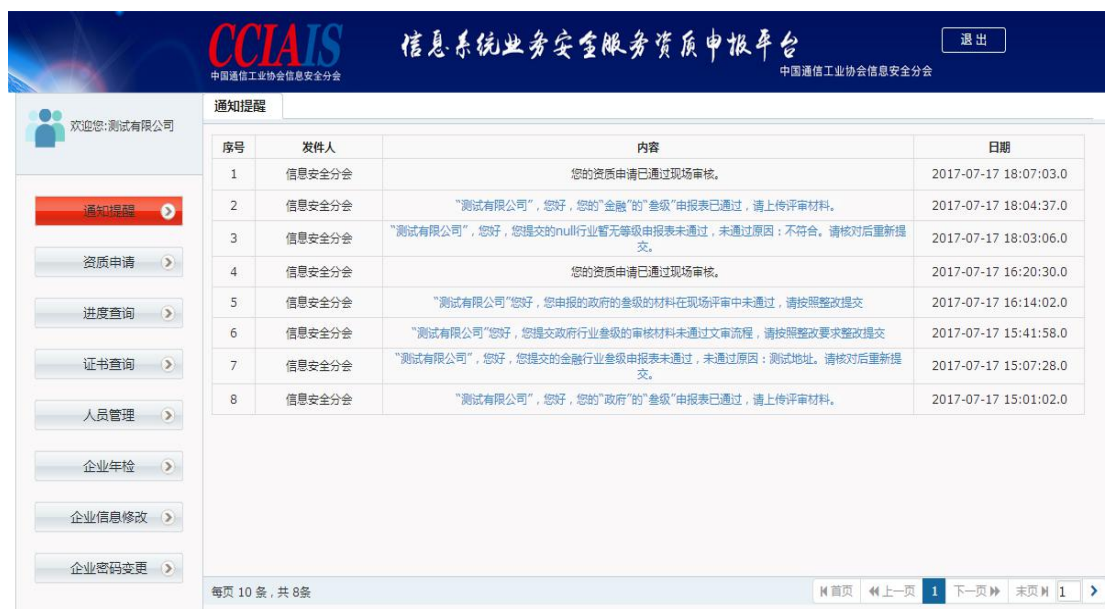 CCIAIS
中国通信工业协会信息安全分会
信息系统业务安全服务资质申报平台
中国通信工业协会信息安全分会
退出
欢迎您:测试有限公司
通知提醒
资质申请
进度查询
证书查询
人员管理
企业年检
企业信息修改
企业密码变更
通知提醒
序号 发件人 内容 日期
1 信息安全分会 您的资质申请已通过现场审核。 2017-07-17 18:07:03.0
2 信息安全分会 "测试有限公司"，您好，您的"金融"的"叁级"申报表已通过，请上传评审材料。 2017-07-17 18:04:37.0
3 信息安全分会 "测试有限公司"，您好，您提交的null行业暂无等级申报表未通过，未通过原因：不符合。请核对后重新提
交。 2017-07-17 18:03:06.0
4 信息安全分会 您的资质申请已通过现场审核。 2017-07-17 16:20:30.0
5 信息安全分会 "测试有限公司"您好，您申报的政府的叁级的材料在现场评审中未通过，请按照整改提交 2017-07-17 16:14:02.0
6 信息安全分会 "测试有限公司"您好，您提交政府行业叁级的审核材料未通过文审流程，请按照整改要求整改提交 2017-07-17 15:41:58.0
7 信息安全分会 "测试有限公司"，您好，您提交的金融行业叁级申报表未通过，未通过原因：测试地址。请核对后重新提
交。 2017-07-17 15:07:28.0
8 信息安全分会 "测试有限公司"，您好，您的"政府"的"叁级"申报表已通过，请上传评审材料。 2017-07-17 15:01:02.0
每页 10 条，共 8条
首页 上一页 1 下一页 末页 1